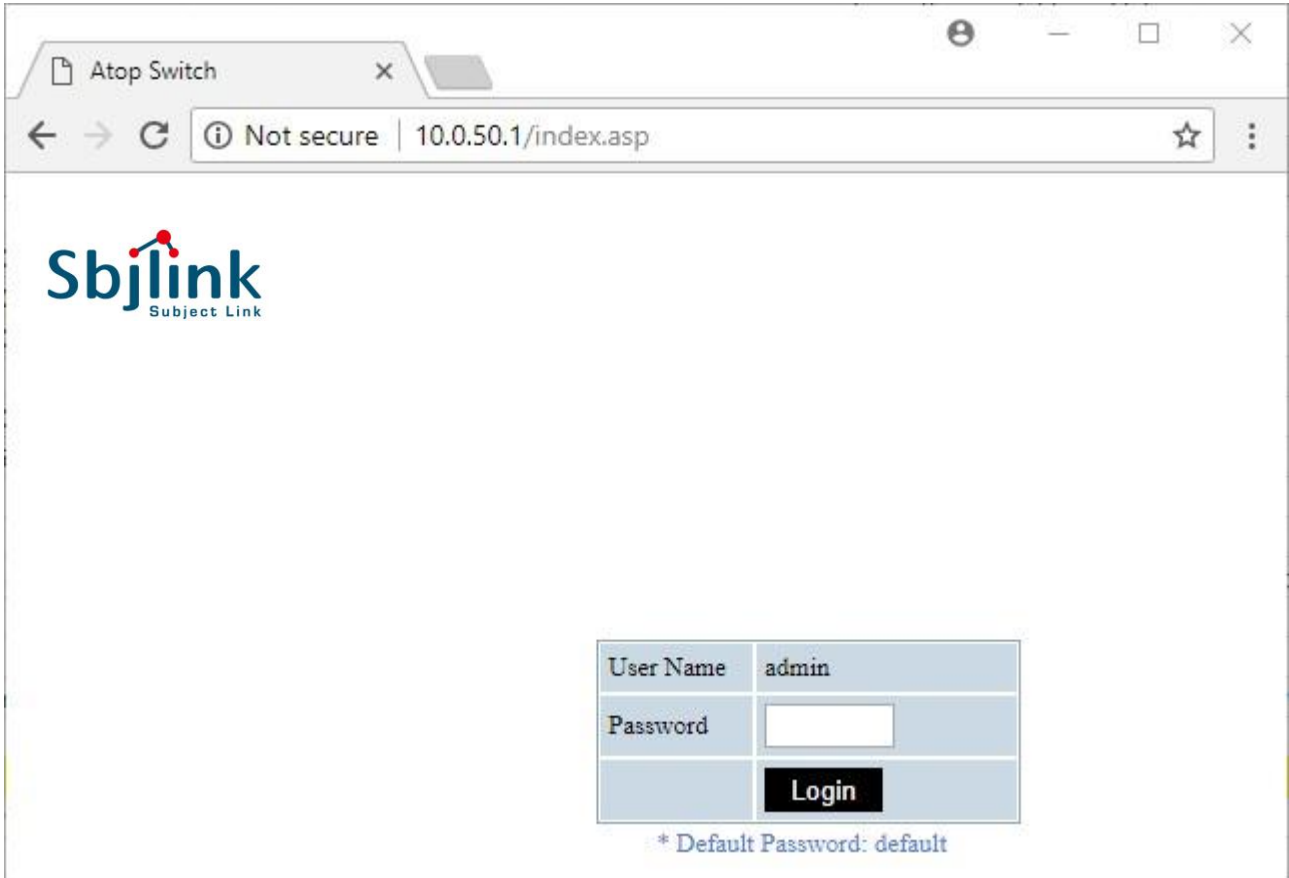 Atop Switch
Not secure | 10.0.50.1/index.asp
Sbjlink
Subject Link
User Name admin
Password
Login
* Default Password: default